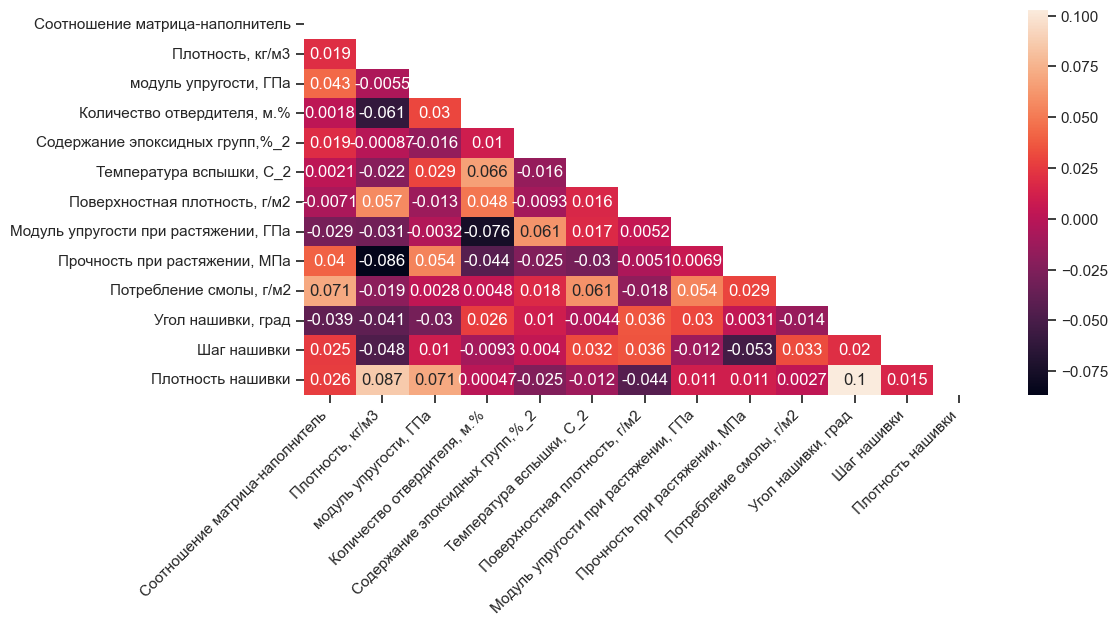 Соотношение матрица-наполнитель
Плотность, кг/м3 0.019
модуль упругости, ГПа 0.043 -0.0055
Количество отвердителя, м.% 0.0018 -0.061 0.03
Содержание эпоксидных групп,%_2 0.019 -0.00087 -0.016 0.01
Температура вспышки, С_2 0.0021 -0.022 0.029 0.066 -0.016
Поверхностная плотность, г/м2 -0.0071 0.057 -0.013 0.048 -0.0093 0.016
Модуль упругости при растяжении, ГПа -0.029 -0.031 -0.0032 -0.076 0.061 0.017 0.0052
Прочность при растяжении, МПа 0.04 -0.086 0.054 -0.044 -0.025 -0.03 -0.0051 0.0069
Потребление смолы, г/м2 0.071 -0.019 0.0028 0.0048 0.018 0.061 -0.018 0.054 0.029
Угол нашивки, град -0.039 -0.041 -0.03 0.026 0.01 -0.0044 0.036 0.03 0.0031 -0.014
Шаг нашивки 0.025 -0.048 0.01 -0.0093 0.004 0.032 0.036 -0.012 -0.053 0.033 0.02
Плотность нашивки 0.026 0.087 0.071 0.00047 -0.025 -0.012 -0.044 0.011 0.011 0.0027 0.1 0.015
Соотношение матрица-наполнитель
Плотность, кг/м3
модуль упругости, ГПа
Количество отвердителя, м.%
Содержание эпоксидных групп,%_2
Температура вспышки, С_2
Поверхностная плотность, г/м2
Модуль упругости при растяжении, ГПа
Прочность при растяжении, МПа
Потребление смолы, г/м2
Угол нашивки, град
Шаг нашивки
Плотность нашивки
0.100
0.075
0.050
0.025
0.000
−0.025
−0.050
−0.075